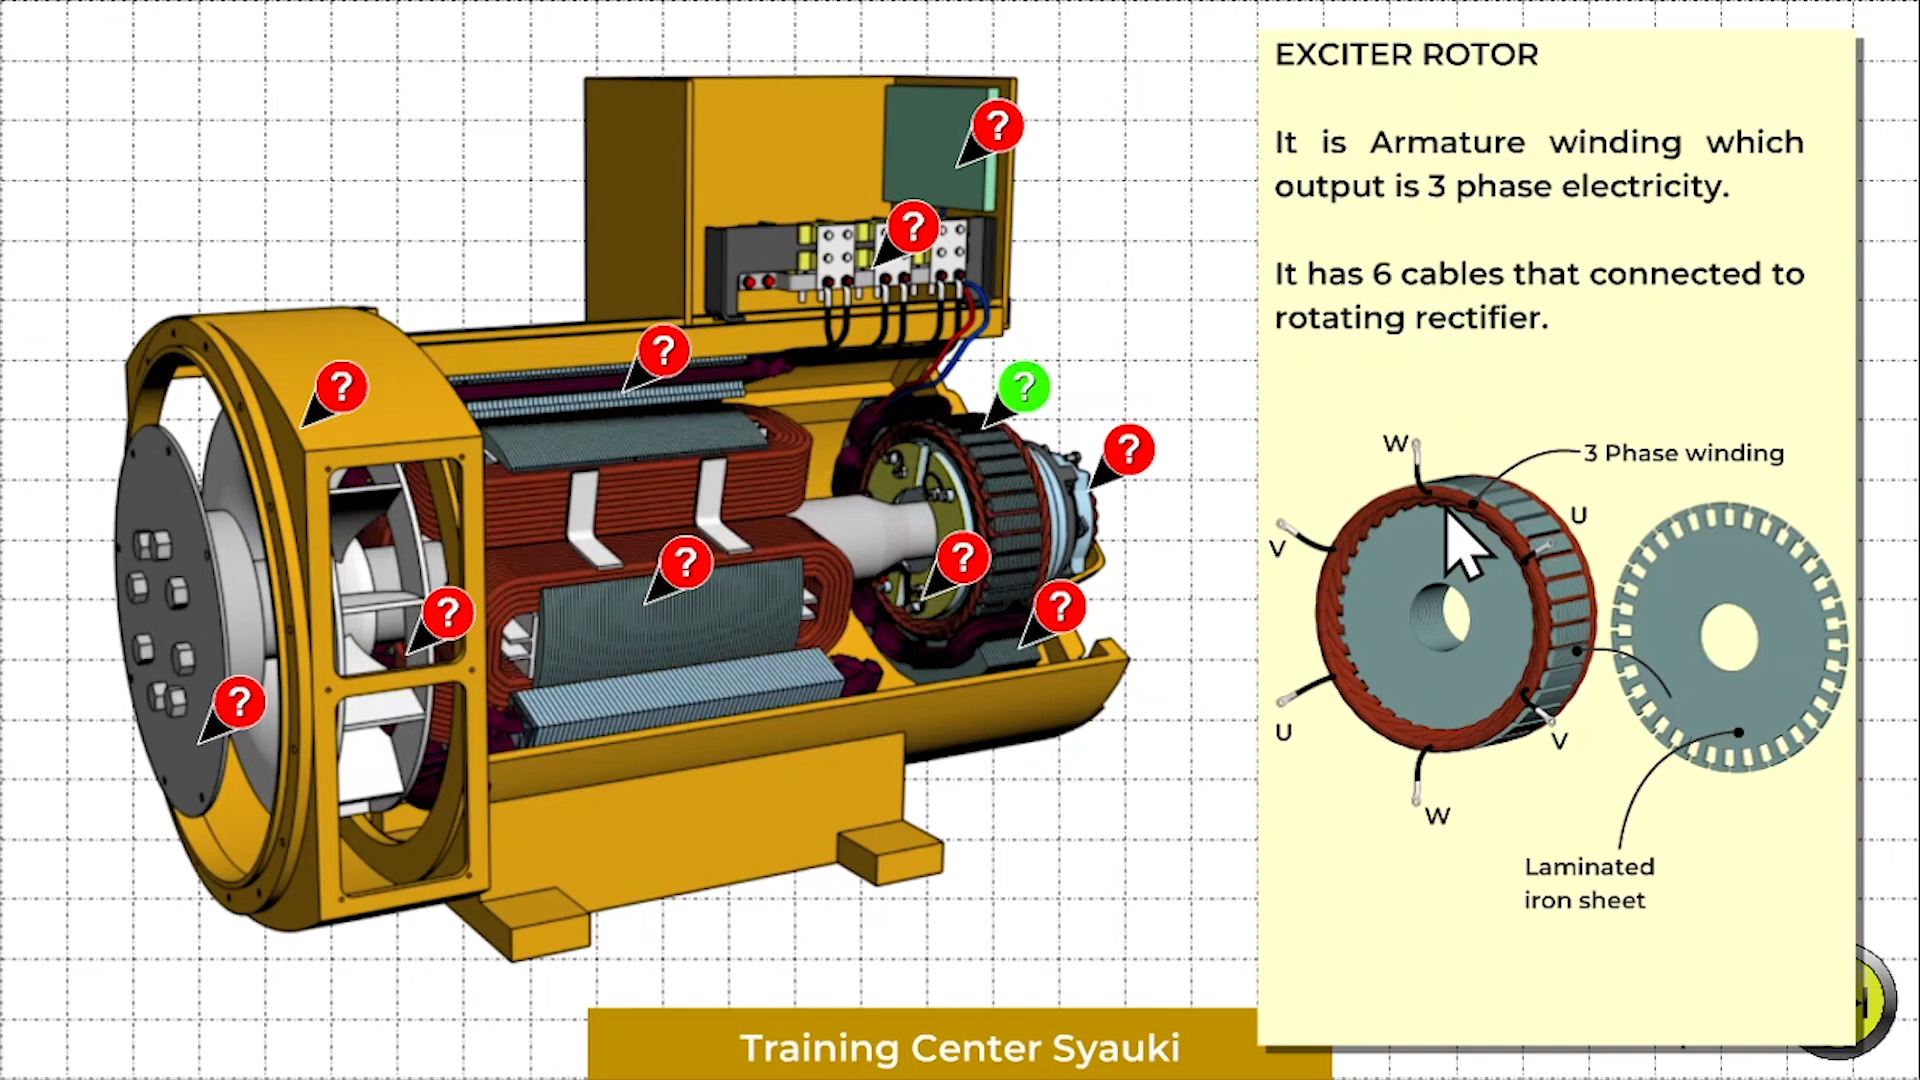 EXCITER ROTOR
It is Armature winding which
output is 3 phase electricity.
It has 6 cables that connected to
rotating rectifier.
?
?
?
?
?
?
?
?
?
?
W
3 Phase winding
U
V
U
V
W
Laminated
iron sheet
Training Center Syauki